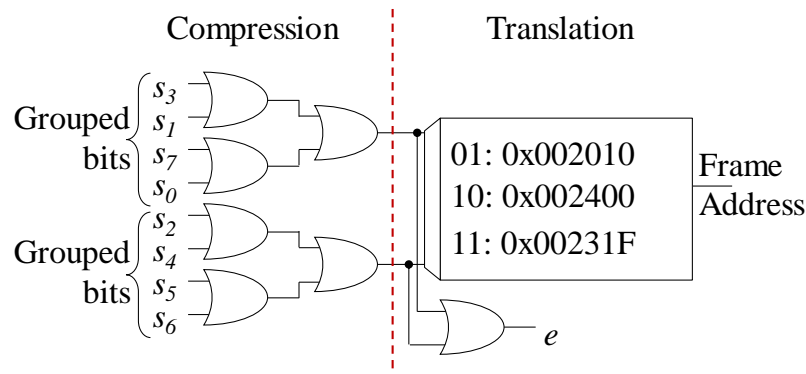 Compression
Translation
Grouped
bits
s3
s1
s7
s0
Grouped
bits
s2
s4
s5
s6
01: 0x002010
10: 0x002400
11: 0x00231F
Frame
Address
e